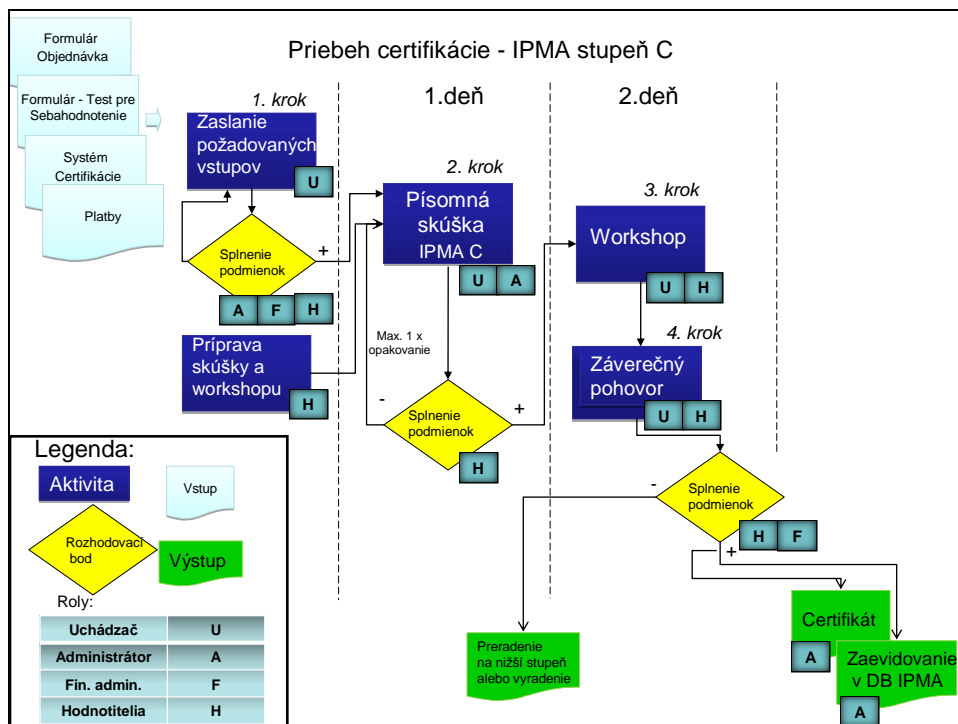 Priebeh certifikácie - IPMA stupeň C
Formulár
Objednávka
Formulár - Test pre
Sebahodnotenie
Systém
Certifikácie
Platby
1. krok
Zaslanie
požadovaných
vstupov
U
Splnenie
podmienok
+
A
F
H
Príprava
skúšky a
workshopu
H
1.deň
2. krok
Písomná
skúška
IPMA C
U
A
Max. 1 x
opakovanie
-
Splnenie
podmienok
+
H
2.deň
3. krok
Workshop
U
H
4. krok
Záverečný
pohovor
U
H
-
Splnenie
podmienok
H
F
+
Preradenie
na nižší stupeň
alebo vyradenie
Certifikát
A
Zaevidovanie
v DB IPMA
A
Legenda:
Aktivita
Vstup
Rozhodovací
bod
Výstup
Roly:
Uchádzač U
Administrátor A
Fin. admin. F
Hodnotitelia H